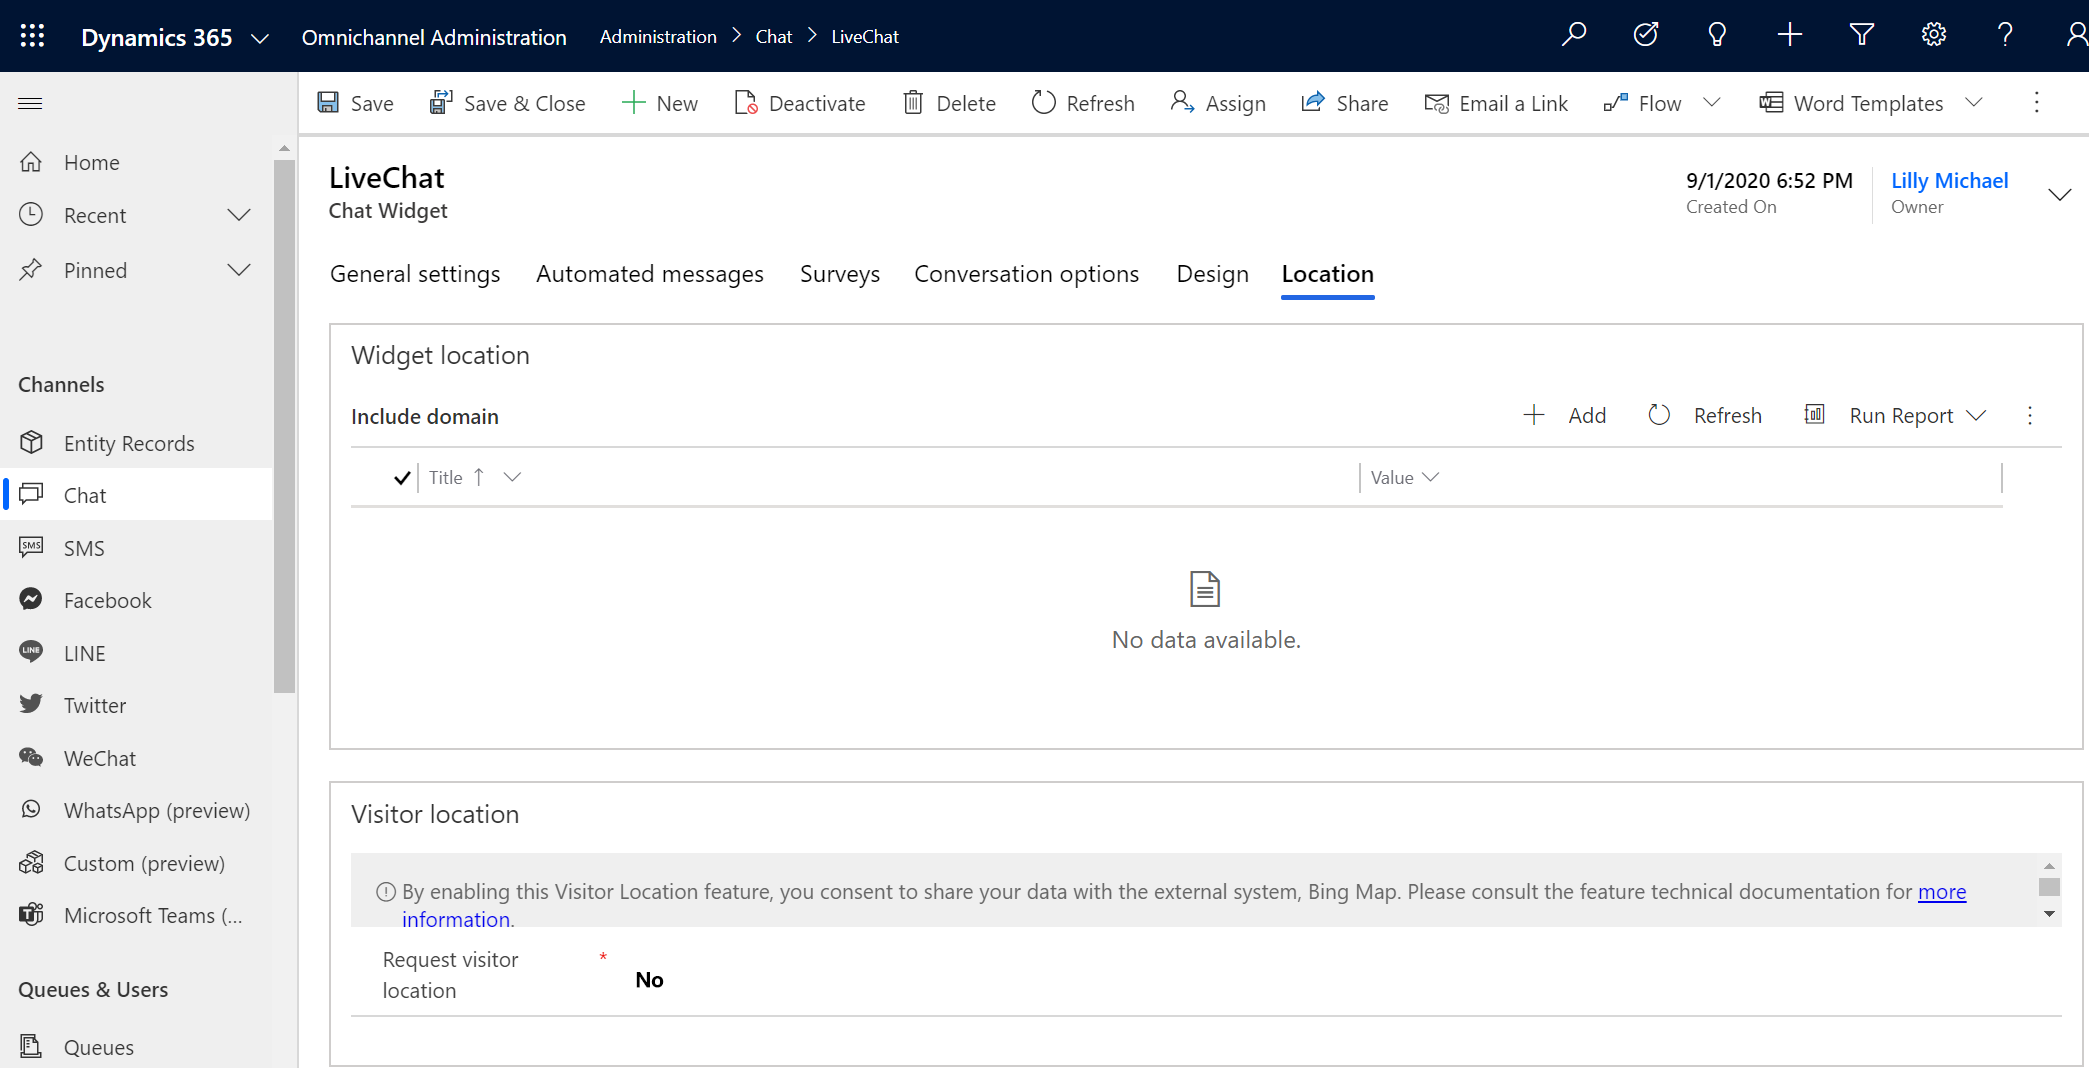 Dynamics 365 Omnichannel Administration Administration > Chat > LiveChat
Save Save & Close New Deactivate Delete Refresh Assign Share Email a Link Flow Word Templates
Home
Recent
Pinned
Channels
Entity Records
Chat
SMS
Facebook
LINE
Twitter
WeChat
WhatsApp (preview)
Custom (preview)
Microsoft Teams (...
Queues & Users
Queues
LiveChat
Chat Widget
9/1/2020 6:52 PM
Created On
Lilly Michael
Owner
General settings Automated messages Surveys Conversation options Design Location
Widget location
Include domain
Add Refresh Run Report
Title ↑ Value
No data available.
Visitor location
By enabling this Visitor Location feature, you consent to share your data with the external system, Bing Map. Please consult the feature technical documentation for more
information.
Request visitor
location
* No